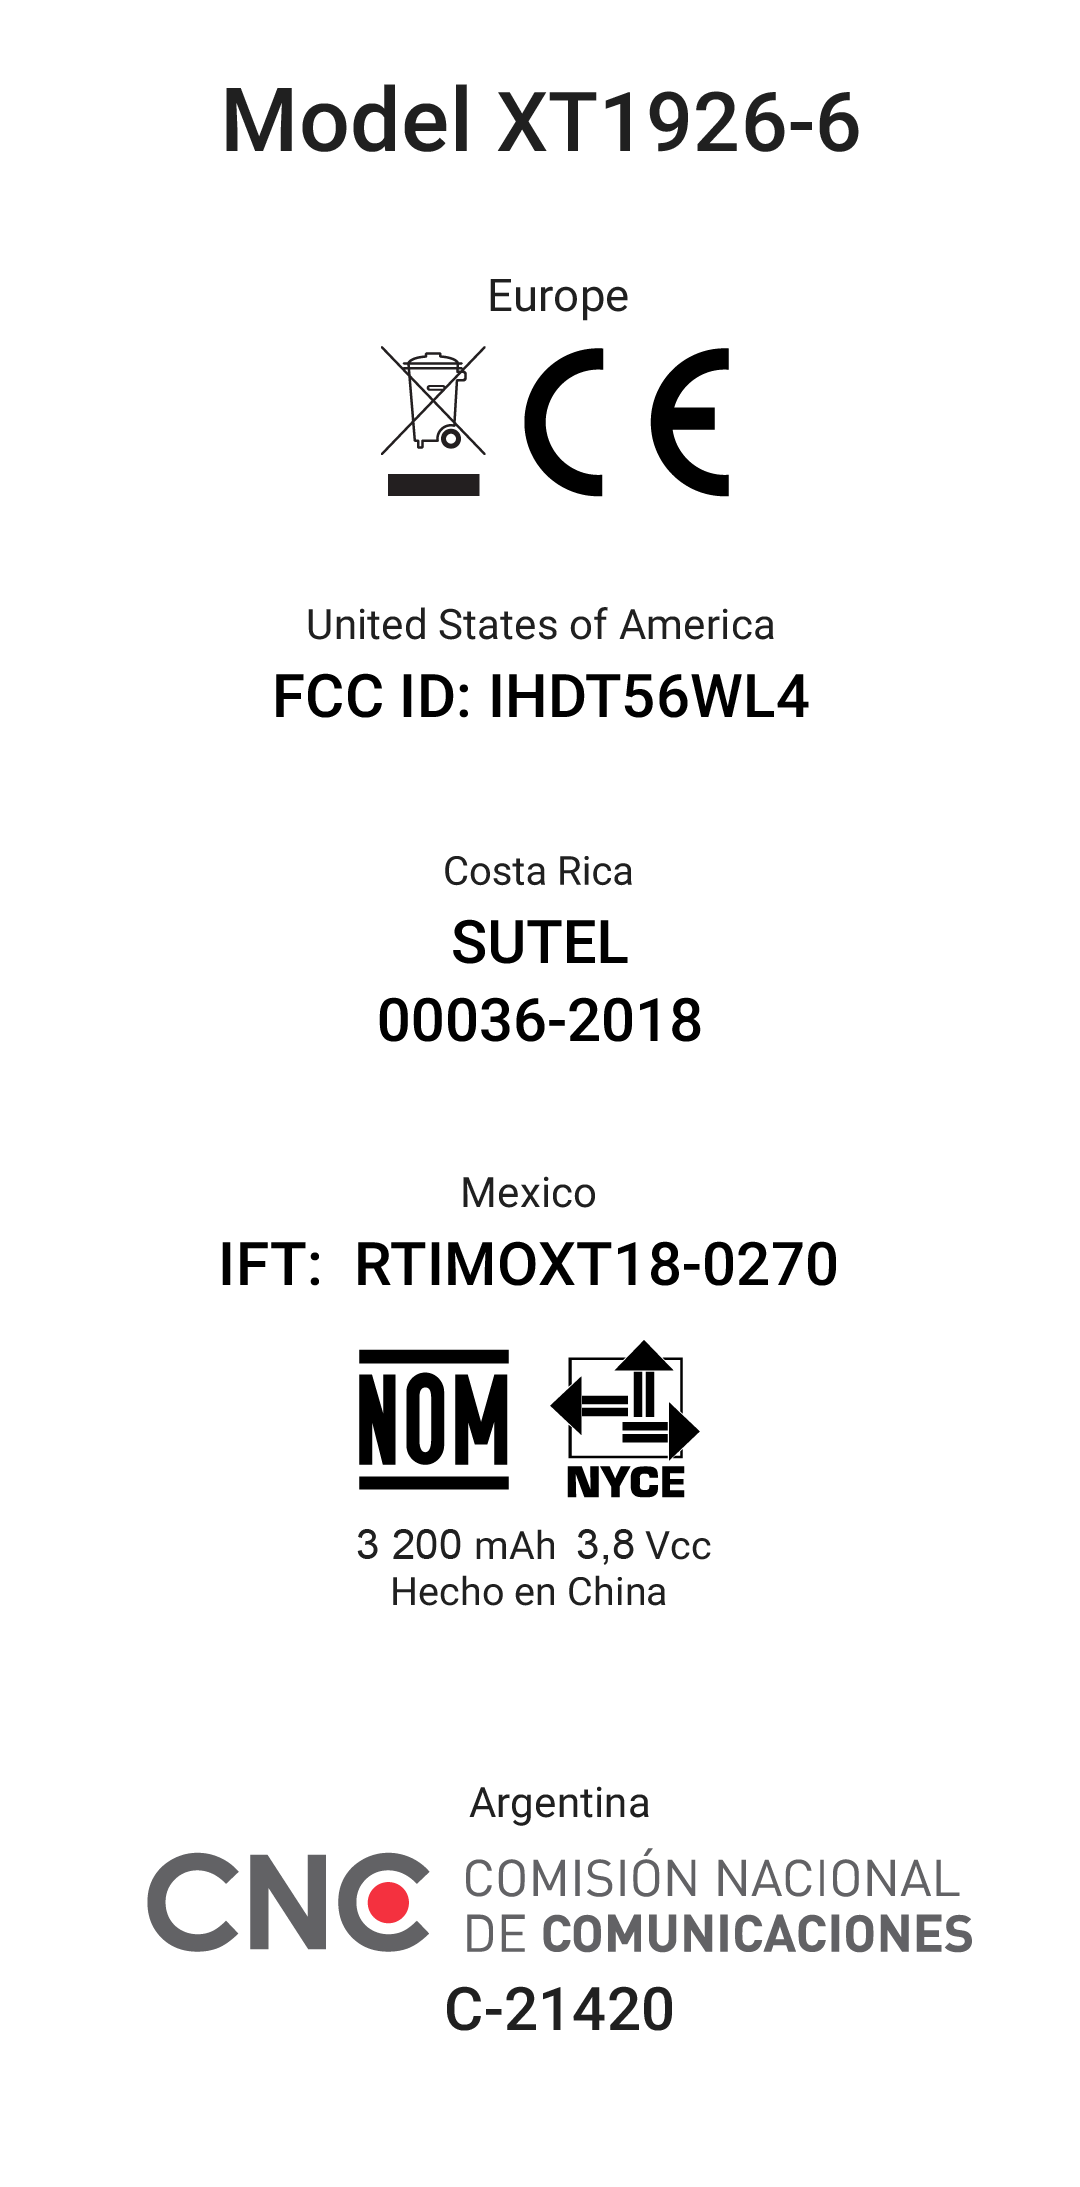 Model XT1926-6
Europe
CE
United States of America
FCC ID: IHDT56WL4
Costa Rica
SUTEL
00036-2018
Mexico
IFT:  RTIMOXT18-0270
NOM
NYCE
3 200 mAh  3,8 Vcc
Hecho en China
Argentina
CNC COMISIÓN NACIONAL
DE COMUNICACIONES
C-21420